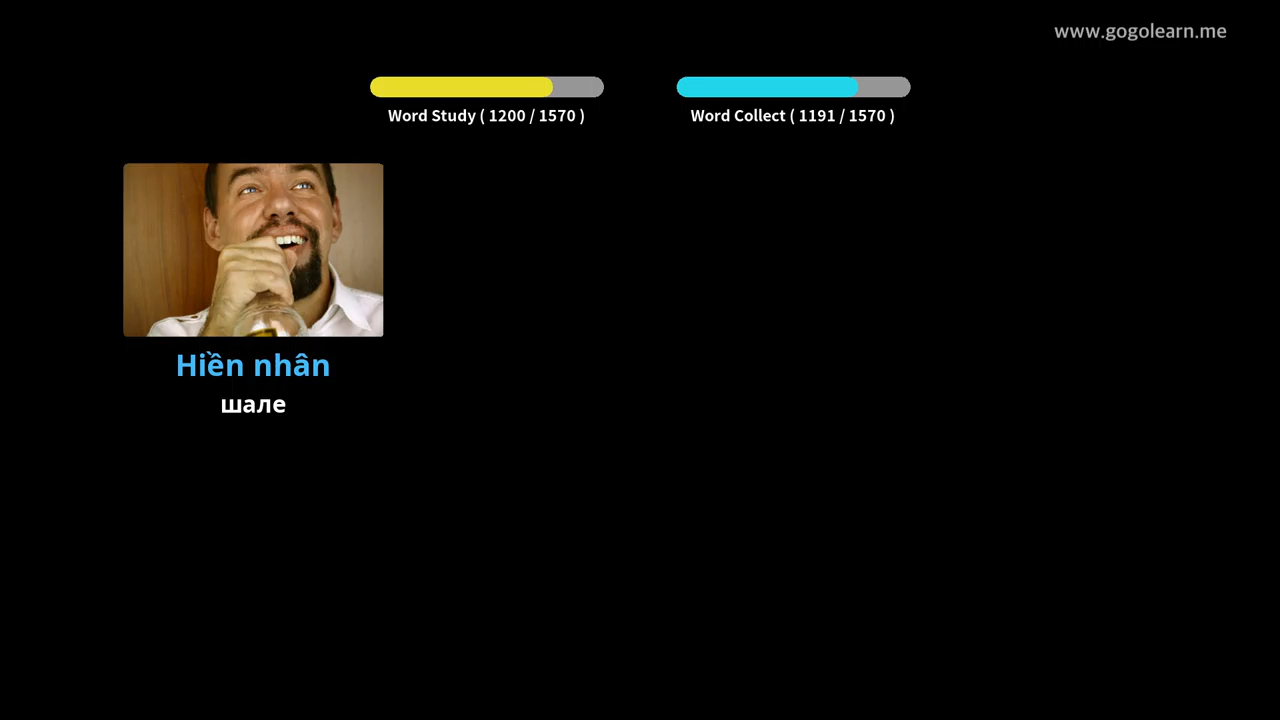 www.gogolearn.me
Word Study ( 1200 / 1570 )
Word Collect ( 1191 / 1570 )
Hiền nhân
шале